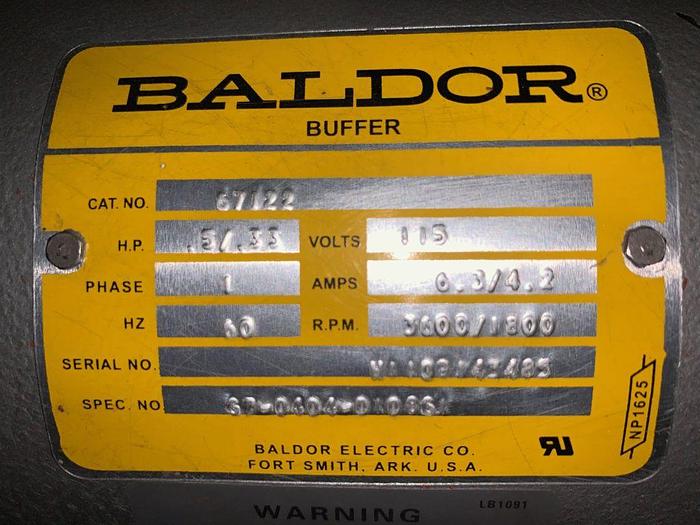 BALDOR®
BUFFER
CAT. NO. 67122
H.P. .5/.33 VOLTS 115
PHASE 1 AMPS 6.3/4.2
HZ 60 R.P.M. 3600/1800
SERIAL NO.
SPEC. NO
NP1625
BALDOR ELECTRIC CO.
FORT SMITH, ARK. U.S.A.
WARNING LB1091